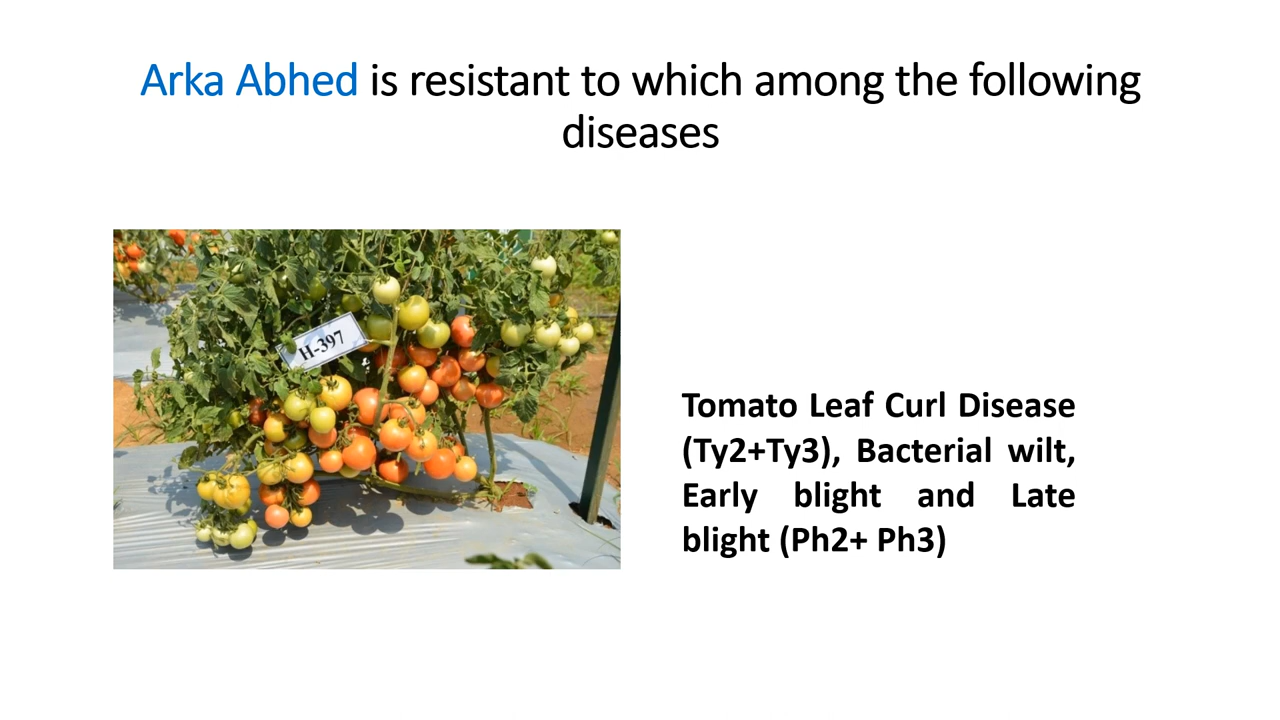 Arka Abhed is resistant to which among the following
diseases
H-397
Tomato Leaf Curl Disease
(Ty2+Ty3), Bacterial wilt,
Early blight and Late
blight (Ph2+ Ph3)